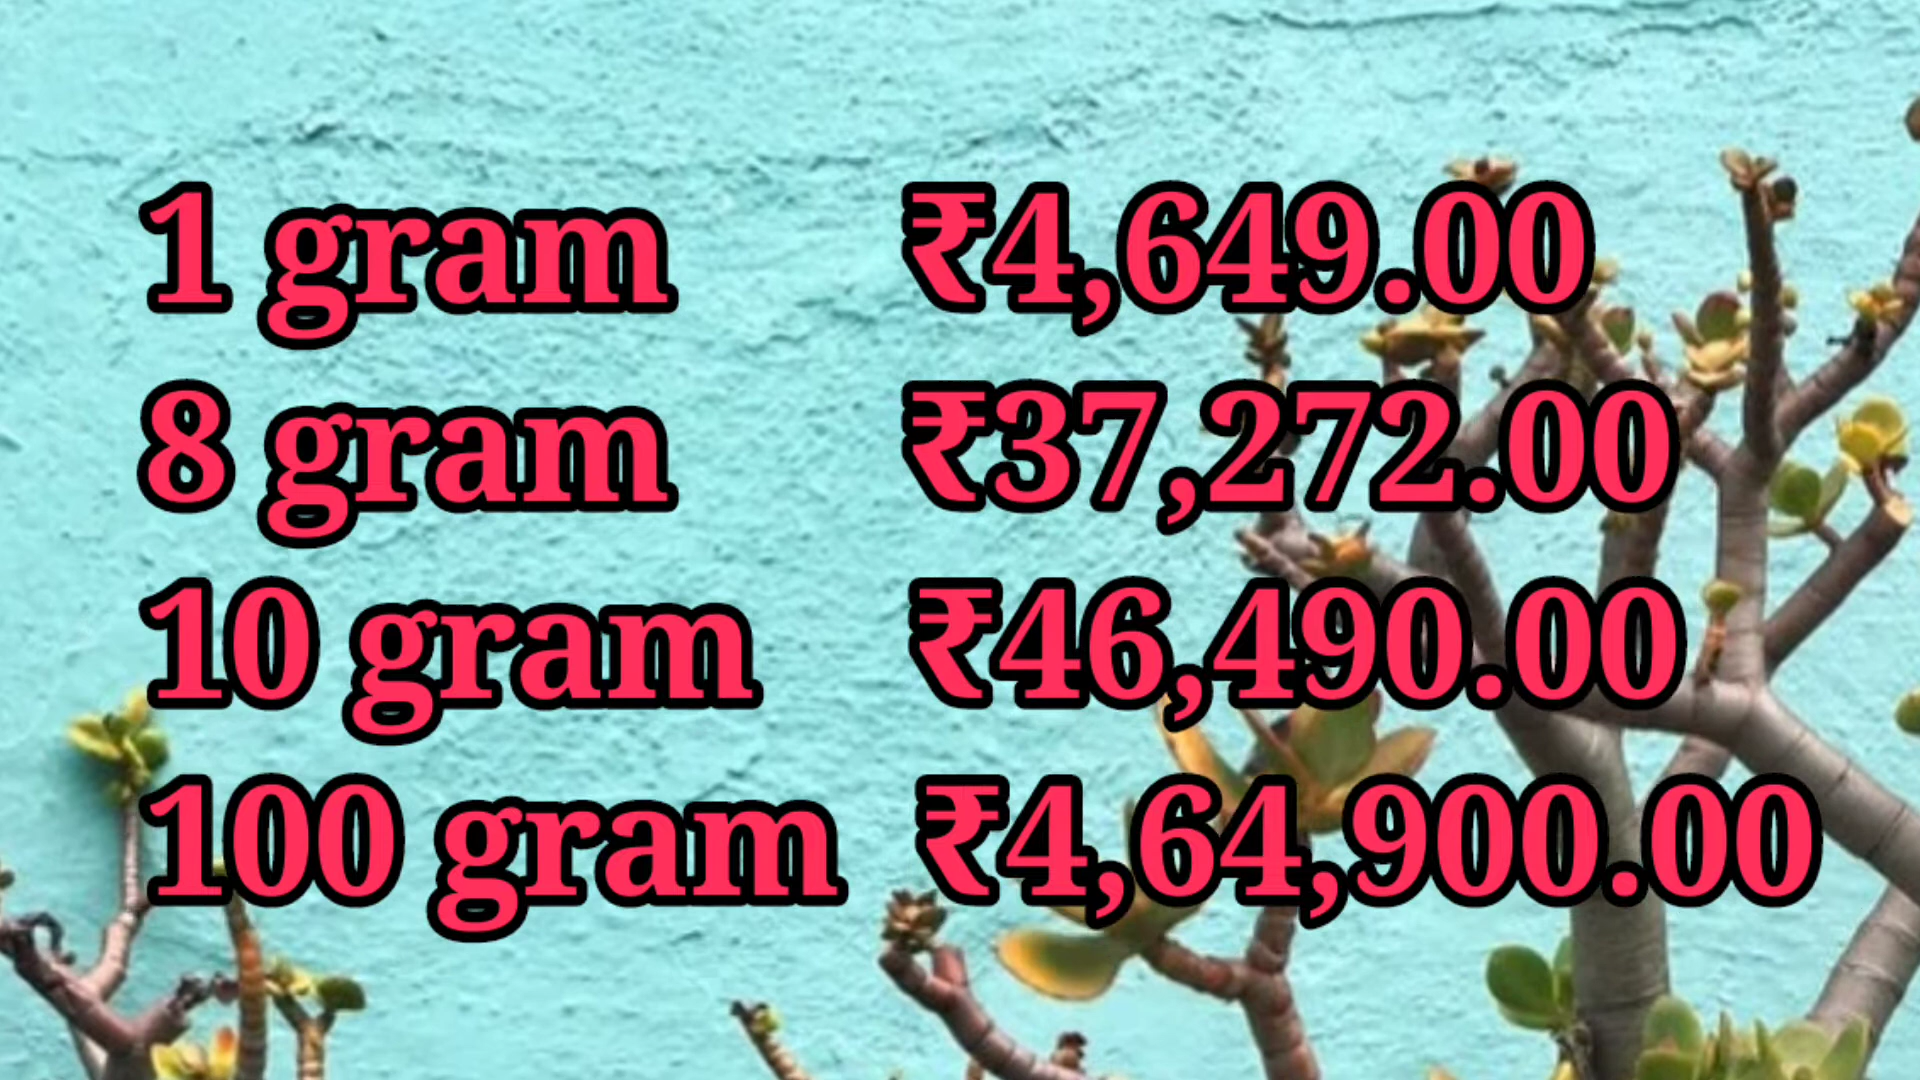 1 gram ₹4,649.00
8 gram ₹37,272.00
10 gram ₹46,490.00
100 gram ₹4,64,900.00